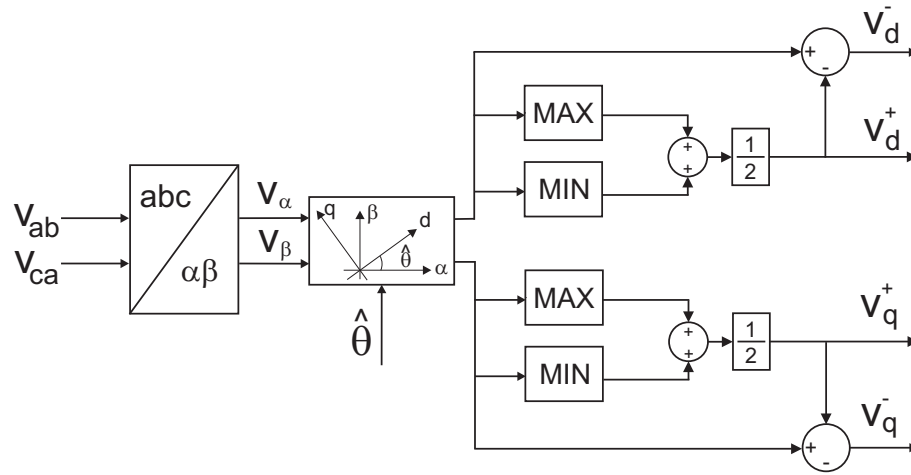 v_d^-
+
-
MAX
v_d^+
+
+
1/2
MIN
abc
v_α
v_ab
q
β
d
v_β
θ̂
αβ
α
v_ca
MAX
θ̂
v_q^+
+
+
1/2
MIN
v_q^-
+
-